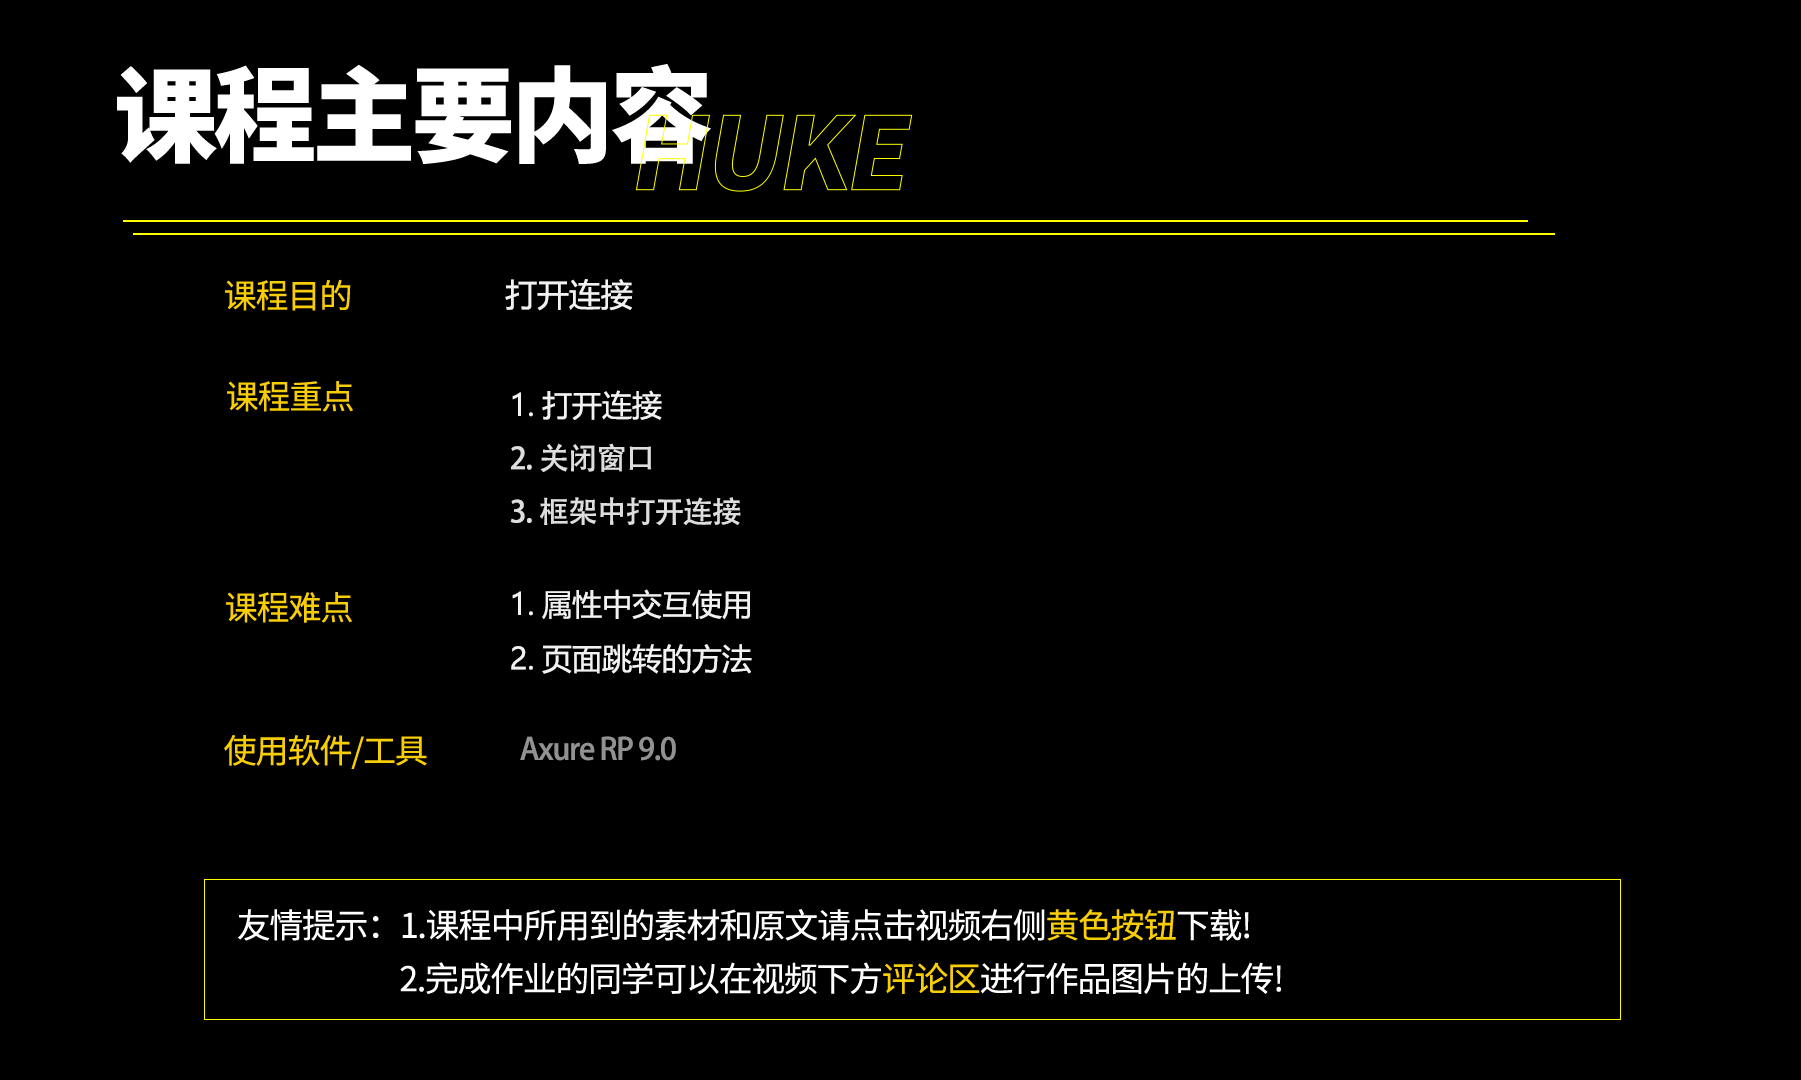 课程主要内容
HUKE
课程目的 打开连接
课程重点 1. 打开连接
2. 关闭窗口
3. 框架中打开连接
课程难点 1. 属性中交互使用
2. 页面跳转的方法
使用软件/工具 Axure RP 9.0
友情提示：1.课程中所用到的素材和原文请点击视频右侧黄色按钮下载!
2.完成作业的同学可以在视频下方评论区进行作品图片的上传!